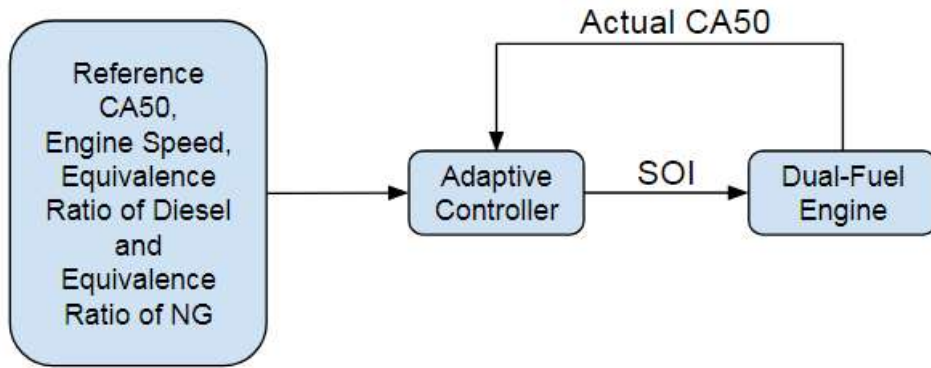 Actual CA50
Reference
CA50,
Engine Speed,
Equivalence
Ratio of Diesel
and
Equivalence
Ratio of NG
Adaptive
Controller
SOI
Dual-Fuel
Engine